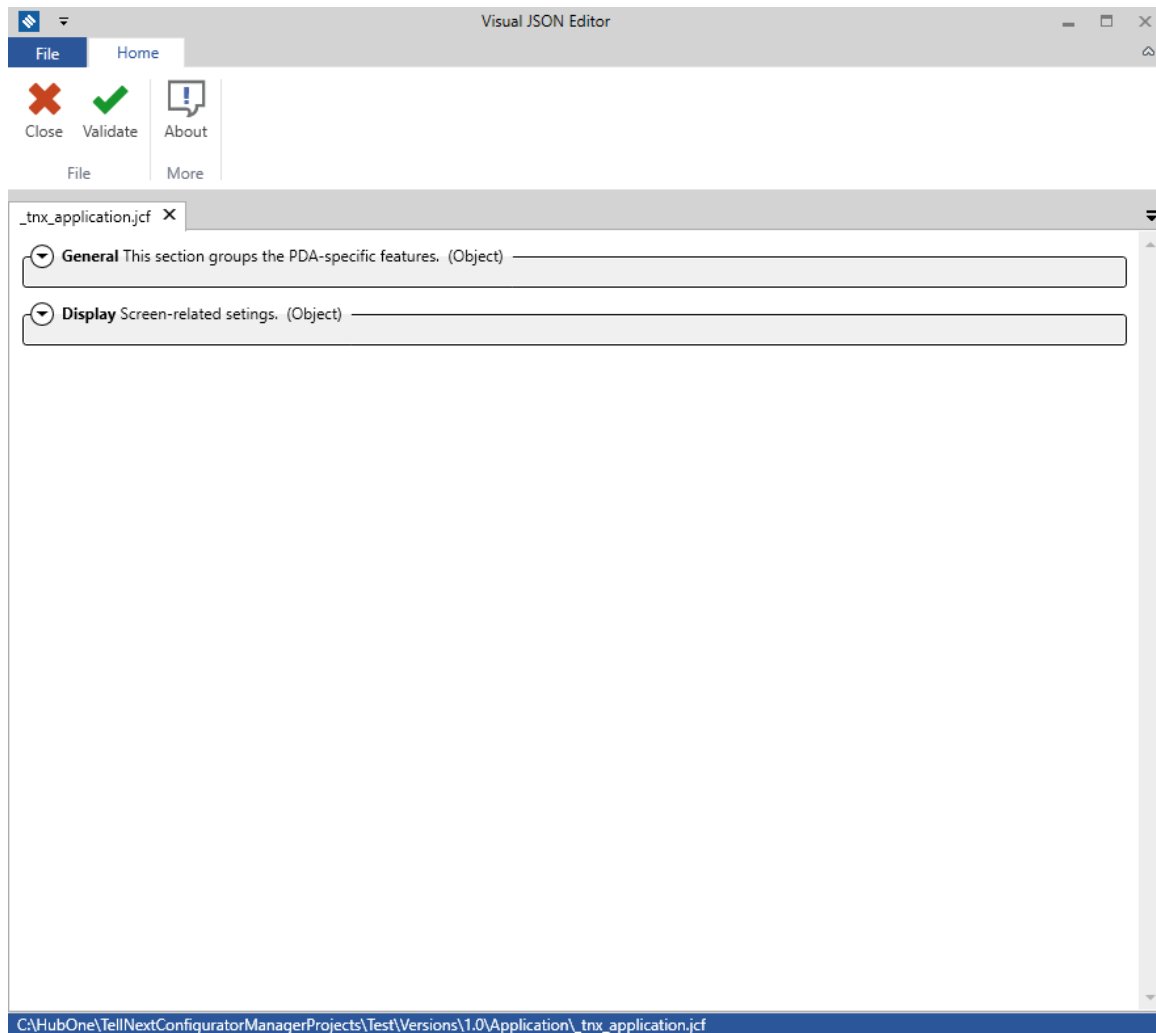 Visual JSON Editor
File Home
Close Validate About
File More
_tnx_application.jcf
General This section groups the PDA-specific features. (Object)
Display Screen-related setings. (Object)
C:\HubOne\TellNextConfiguratorManagerProjects\Test\Versions\1.0\Application\_tnx_application.jcf